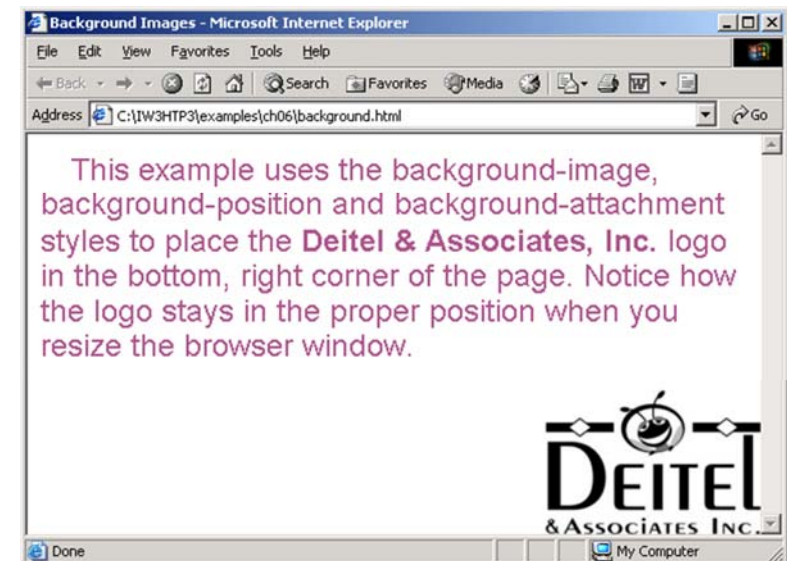 Background Images - Microsoft Internet Explorer
File Edit View Favorites Tools Help
Back Search Favorites Media W
Address C:\IW3HTP3\examples\ch06\background.html Go
This example uses the background-image,
background-position and background-attachment
styles to place the Deitel & Associates, Inc. logo
in the bottom, right corner of the page. Notice how
the logo stays in the proper position when you
resize the browser window.
DEITEL
& ASSOCIATES INC.
Done My Computer